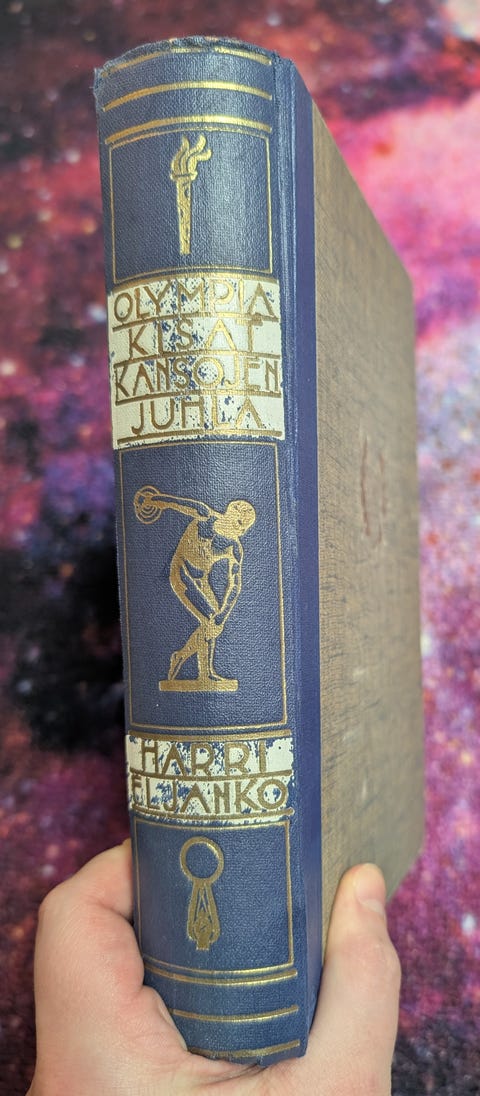 OLYMPIA
KISAT
KANSOJEN
JUHLA
HARRI
ELJANKO